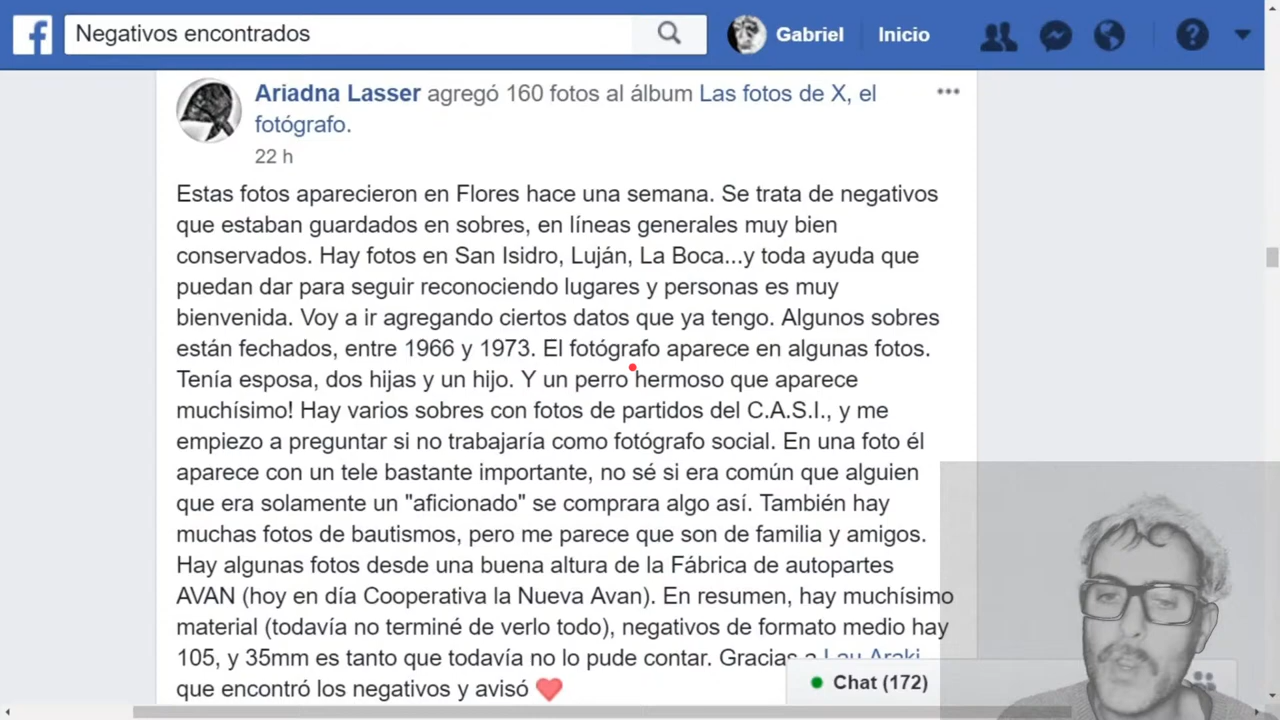 f
Negativos encontrados
Gabriel
Inicio
?
Ariadna Lasser agregó 160 fotos al álbum Las fotos de X, el
fotógrafo.
22 h
Estas fotos aparecieron en Flores hace una semana. Se trata de negativos
que estaban guardados en sobres, en líneas generales muy bien
conservados. Hay fotos en San Isidro, Luján, La Boca...y toda ayuda que
puedan dar para seguir reconociendo lugares y personas es muy
bienvenida. Voy a ir agregando ciertos datos que ya tengo. Algunos sobres
están fechados, entre 1966 y 1973. El fotógrafo aparece en algunas fotos.
Tenía esposa, dos hijas y un hijo. Y un perro hermoso que aparece
muchísimo! Hay varios sobres con fotos de partidos del C.A.S.I., y me
empiezo a preguntar si no trabajaría como fotógrafo social. En una foto él
aparece con un tele bastante importante, no sé si era común que alguien
que era solamente un "aficionado" se comprara algo así. También hay
muchas fotos de bautismos, pero me parece que son de familia y amigos.
Hay algunas fotos desde una buena altura de la Fábrica de autopartes
AVAN (hoy en día Cooperativa la Nueva Avan). En resumen, hay muchísimo
material (todavía no terminé de verlo todo), negativos de formato medio hay
105, y 35mm es tanto que todavía no lo pude contar. Gracias a Lau Araki
que encontró los negativos y avisó ❤
Chat (172)